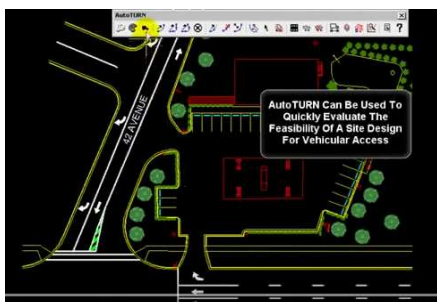 AutoTURN
42 AVENUE
AutoTURN Can Be Used To
Quickly Evaluate The
Feasibility Of A Site Design
For Vehicular Access